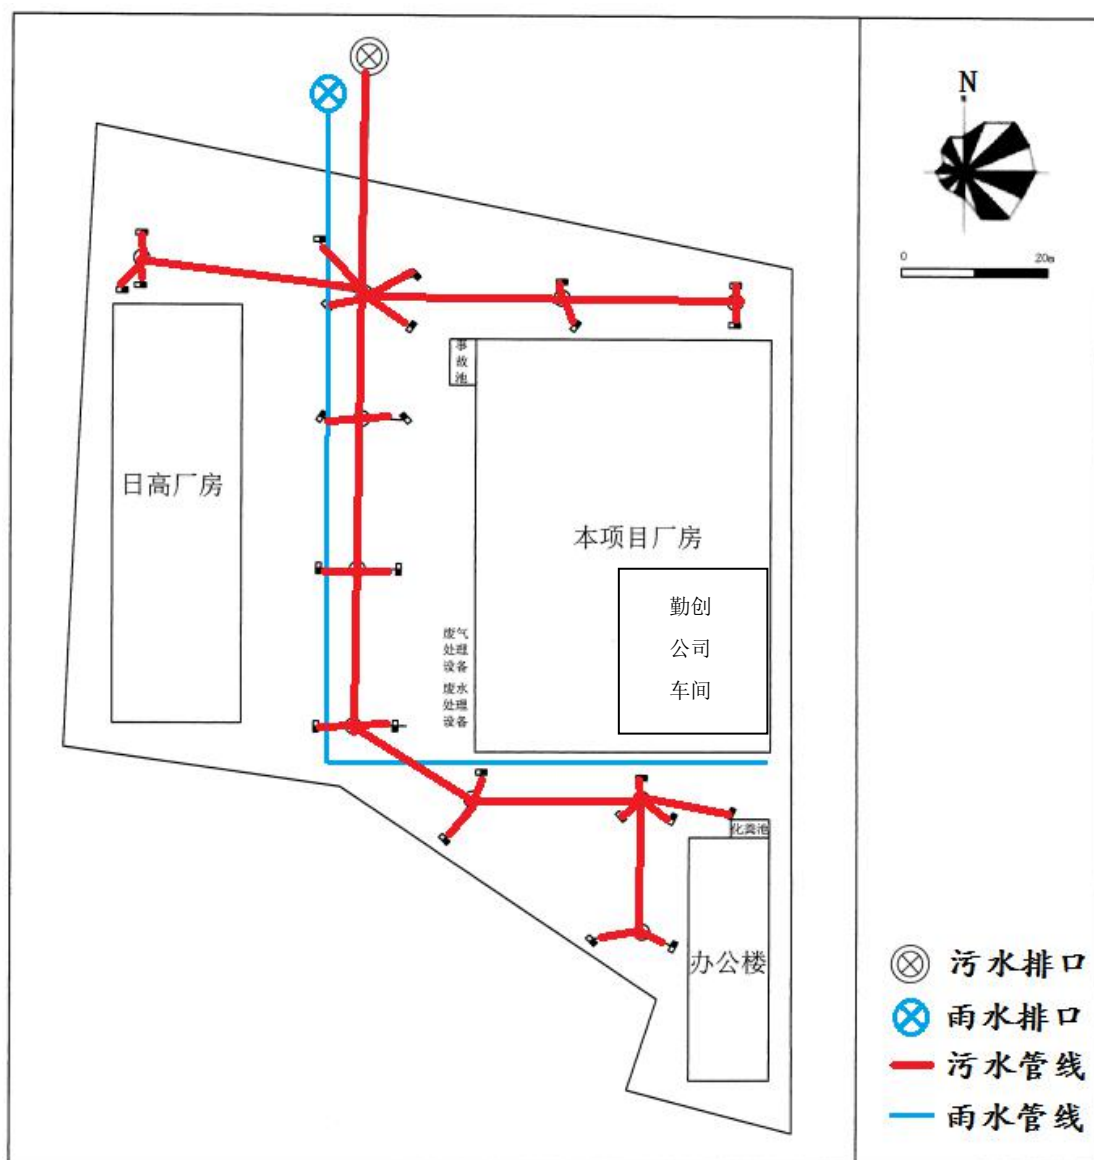 N
0 20m
事
故
池
日高厂房
本项目厂房
勤创
公司
车间
废气
处理
设备
废水
处理
设备
化粪池
办公楼
污水排口
雨水排口
污水管线
雨水管线